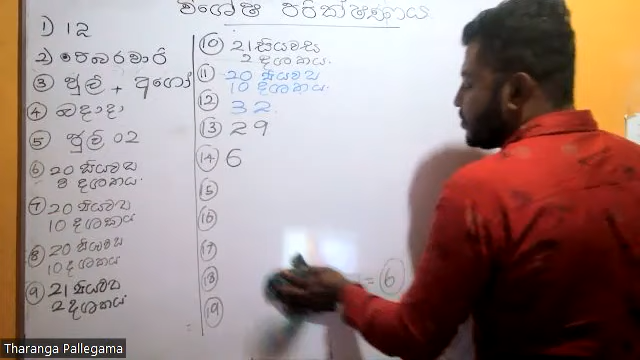 විශේෂ පරික්ෂණය
1) 12
2) පෙබරවාරි
3 ජුලි + අගෝ
4 බදාදා
5 ජුලි 02
6 20 සියවස
8 දශකය.
7 20 සියවස
10 දශකය
8 20 සියවස
10 දශකය
9 21 සියවස
2 දශකය
10 21 සියවස
2 දශකය.
11 20 සියවස
10 දශකය.
12 32.
13 29
14 6
15
16
17
18
19
= 6
Tharanga Pallegama